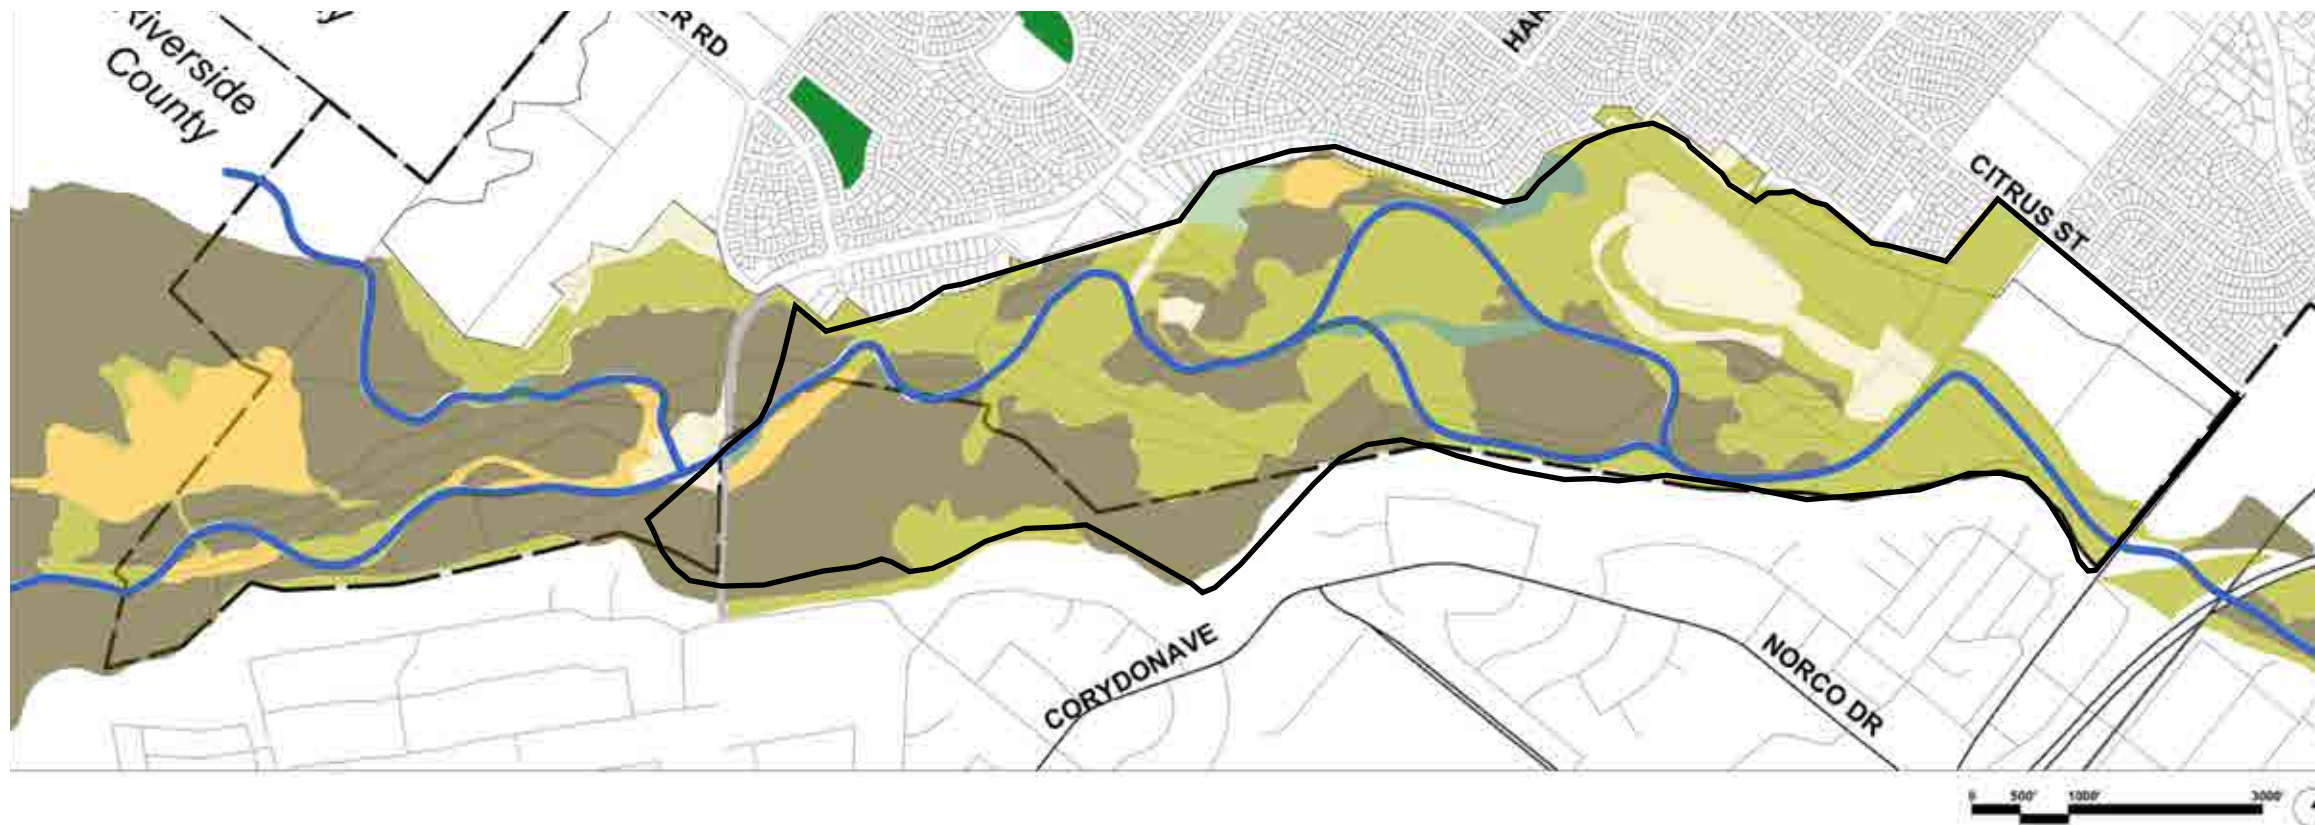 Riverside
County
ER RD
HAR
CITRUS ST
CORYDONAVE
NORCO DR
0 500' 1000' 3000'